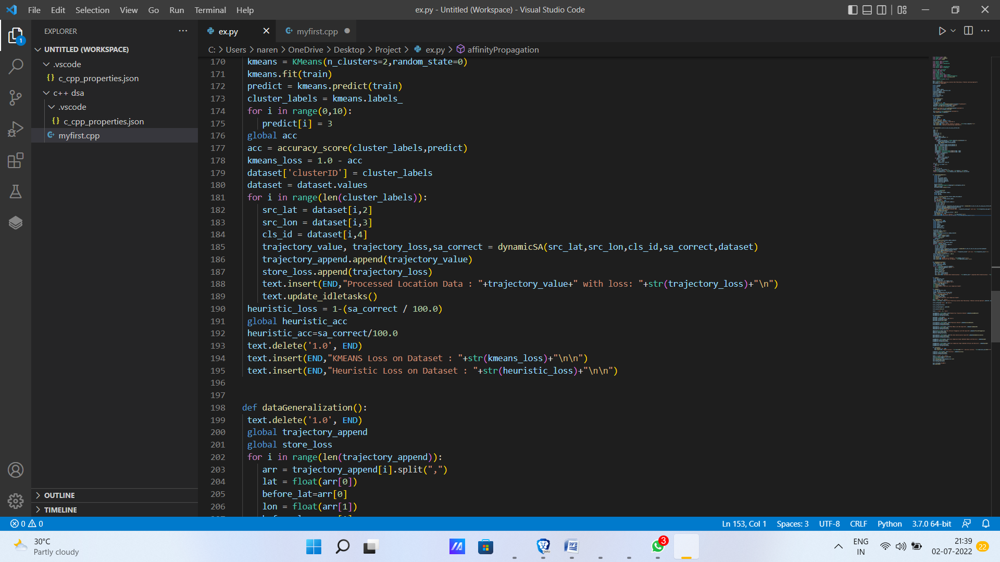 File Edit Selection View Go Run Terminal Help
ex.py - Untitled (Workspace) - Visual Studio Code
EXPLORER
UNTITLED (WORKSPACE)
.vscode
{} c_cpp_properties.json
c++ dsa
.vscode
{} c_cpp_properties.json
myfirst.cpp
OUTLINE
TIMELINE
1
ex.py
myfirst.cpp
C: > Users > naren > OneDrive > Desktop > Project > ex.py > affinityPropagation
170 kmeans = KMeans(n_clusters=2,random_state=0)
171 kmeans.fit(train)
172 predict = kmeans.predict(train)
173 cluster_labels = kmeans.labels_
174 for i in range(0,10):
175 predict[i] = 3
176 global acc
177 acc = accuracy_score(cluster_labels,predict)
178 kmeans_loss = 1.0 - acc
179 dataset['clusterID'] = cluster_labels
180 dataset = dataset.values
181 for i in range(len(cluster_labels)):
182 src_lat = dataset[i,2]
183 src_lon = dataset[i,3]
184 cls_id = dataset[i,4]
185 trajectory_value, trajectory_loss,sa_correct = dynamicSA(src_lat,src_lon,cls_id,sa_correct,dataset)
186 trajectory_append.append(trajectory_value)
187 store_loss.append(trajectory_loss)
188 text.insert(END,"Processed Location Data : "+trajectory_value+" with loss: "+str(trajectory_loss)+"\n")
189 text.update_idletasks()
190 heuristic_loss = 1-(sa_correct / 100.0)
191 global heuristic_acc
192 heuristic_acc=sa_correct/100.0
193 text.delete('1.0', END)
194 text.insert(END,"KMEANS Loss on Dataset : "+str(kmeans_loss)+"\n\n")
195 text.insert(END,"Heuristic Loss on Dataset : "+str(heuristic_loss)+"\n\n")
196
197
198 def dataGeneralization():
199 text.delete('1.0', END)
200 global trajectory_append
201 global store_loss
202 for i in range(len(trajectory_append)):
203 arr = trajectory_append[i].split(",")
204 lat = float(arr[0])
205 before_lat=arr[0]
206 lon = float(arr[1])
0 0
Ln 153, Col 1 Spaces: 3 UTF-8 CRLF Python 3.7.0 64-bit
30°C
Partly cloudy
3
ENG
IN
21:39
02-07-2022
22